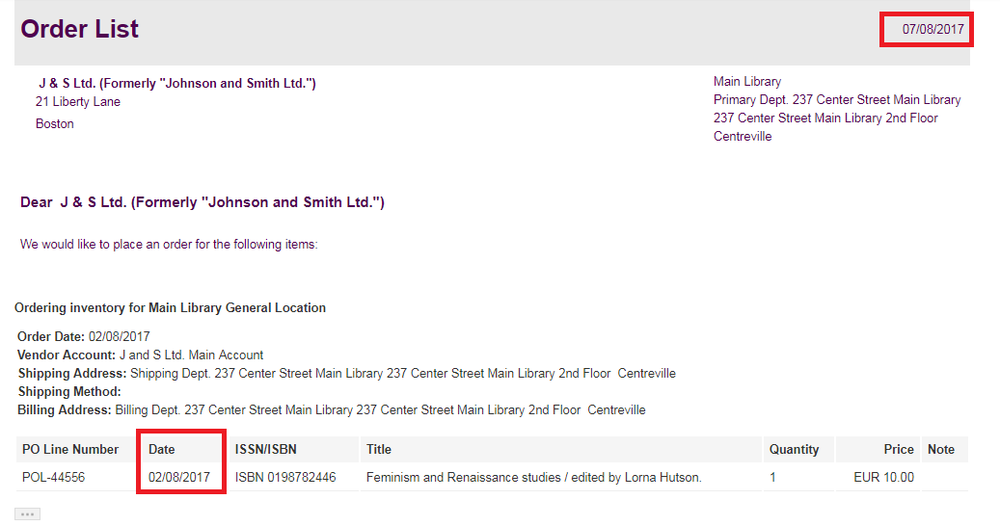 Order List
07/08/2017
J & S Ltd. (Formerly "Johnson and Smith Ltd.")
21 Liberty Lane
Boston
Main Library
Primary Dept. 237 Center Street Main Library
237 Center Street Main Library 2nd Floor
Centreville
Dear J & S Ltd. (Formerly "Johnson and Smith Ltd.")
We would like to place an order for the following items:
Ordering inventory for Main Library General Location
Order Date: 02/08/2017
Vendor Account: J and S Ltd. Main Account
Shipping Address: Shipping Dept. 237 Center Street Main Library 237 Center Street Main Library 2nd Floor Centreville
Shipping Method:
Billing Address: Billing Dept. 237 Center Street Main Library 237 Center Street Main Library 2nd Floor Centreville
PO Line Number Date ISSN/ISBN Title Quantity Price Note
POL-44556 02/08/2017 ISBN 0198782446 Feminism and Renaissance studies / edited by Lorna Hutson. 1 EUR 10.00